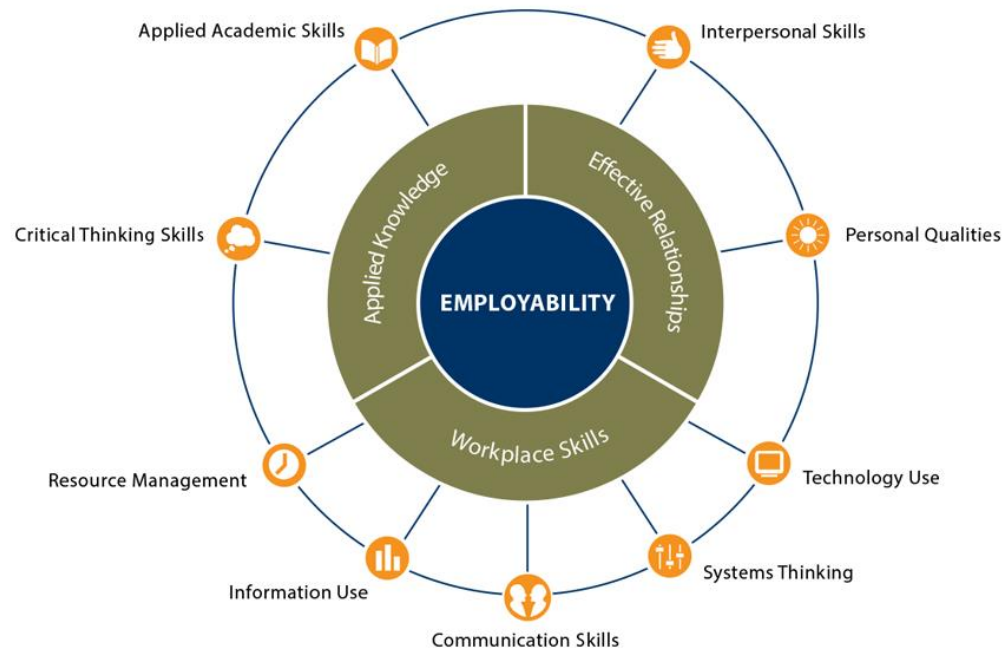 Applied Academic Skills
Interpersonal Skills
Applied Knowledge
Effective Relationships
Critical Thinking Skills
Personal Qualities
EMPLOYABILITY
Workplace Skills
Resource Management
Technology Use
Information Use
Systems Thinking
Communication Skills